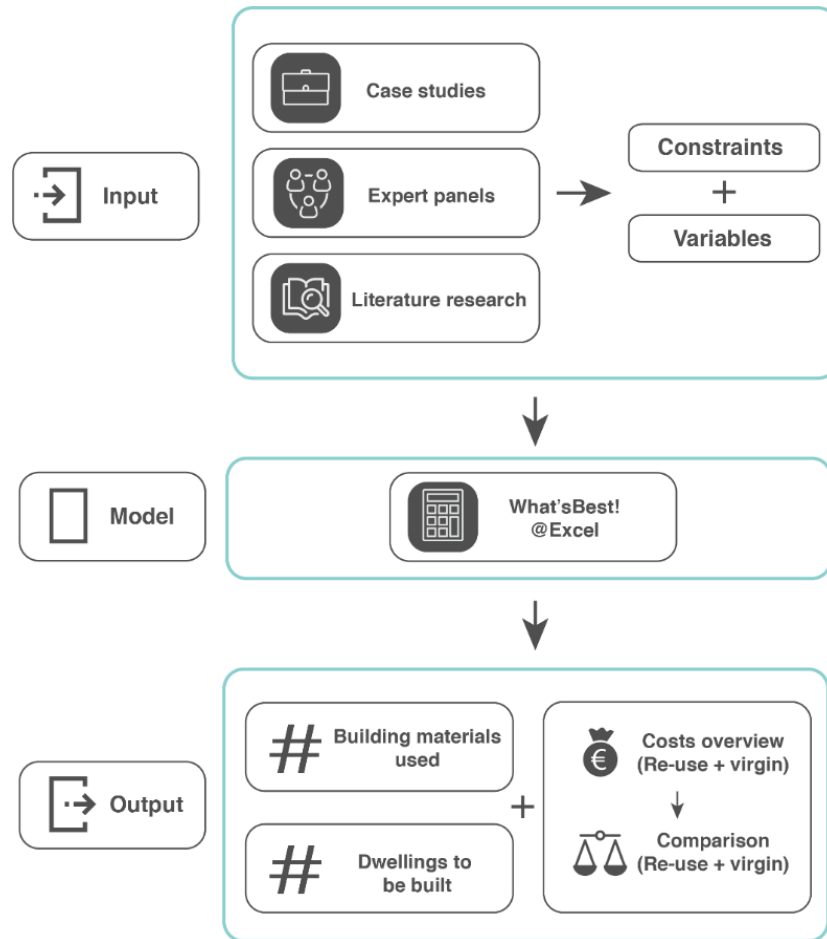 Case studies
Input
Expert panels
Literature research
Constraints
+
Variables
Model
What'sBest!
@Excel
Output
# Building materials
used
# Dwellings to
be built
+
€
Costs overview
(Re-use + virgin)
Comparison
(Re-use + virgin)